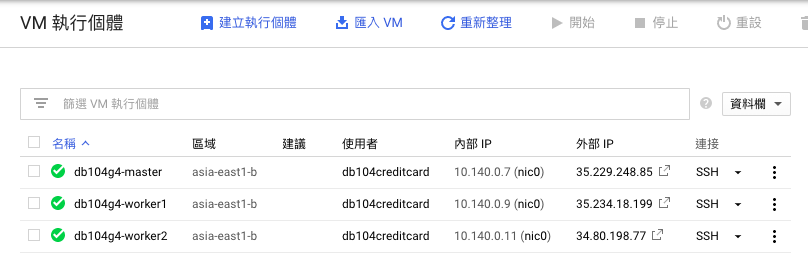 VM 執行個體 建立執行個體 匯入 VM 重新整理 開始 停止 重設
篩選 VM 執行個體 ? 資料欄
名稱 區域 建議 使用者 內部 IP 外部 IP 連接
db104g4-master asia-east1-b db104creditcard 10.140.0.7 (nic0) 35.229.248.85 SSH
db104g4-worker1 asia-east1-b db104creditcard 10.140.0.9 (nic0) 35.234.18.199 SSH
db104g4-worker2 asia-east1-b db104creditcard 10.140.0.11 (nic0) 34.80.198.77 SSH